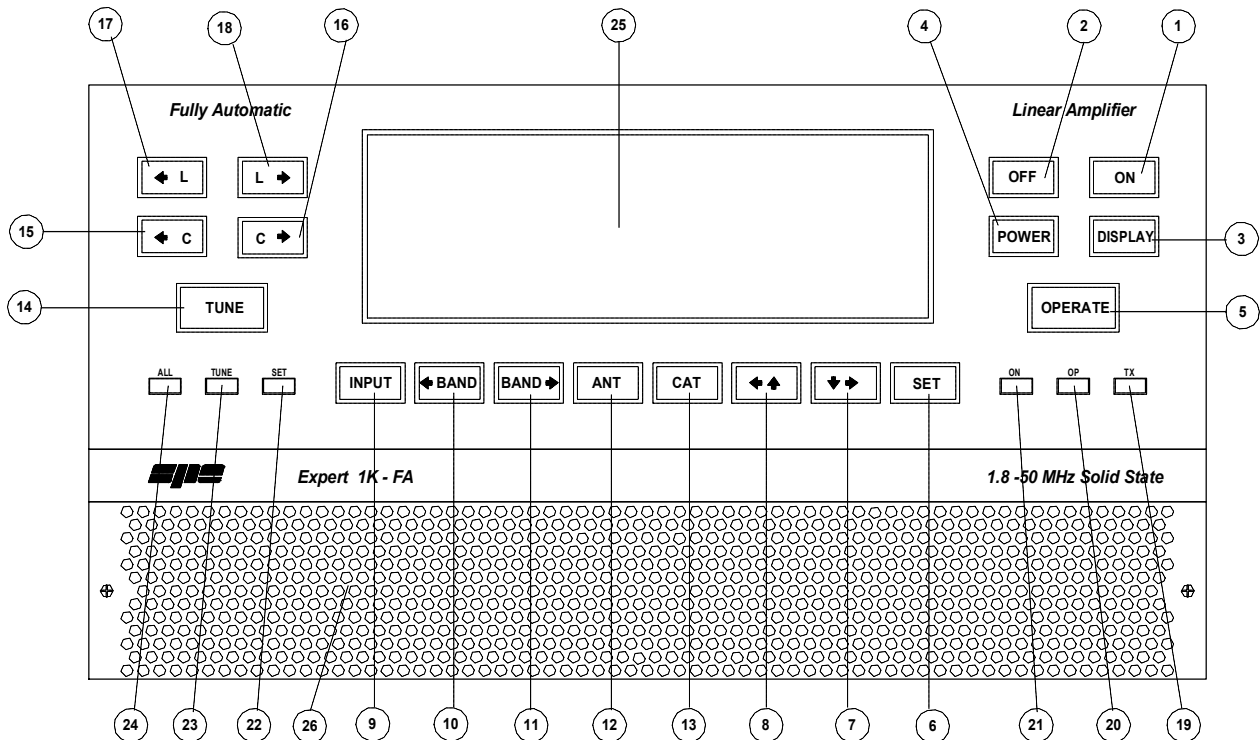 17 18 16 25 4 2 1
Fully Automatic Linear Amplifier
L L OFF ON
15 C C POWER DISPLAY 3
14 TUNE OPERATE 5
ALL TUNE SET INPUT BAND BAND ANT CAT SET ON OP TX
Expert 1K - FA 1.8 -50 MHz Solid State
24 23 22 26 9 10 11 12 13 8 7 6 21 20 19